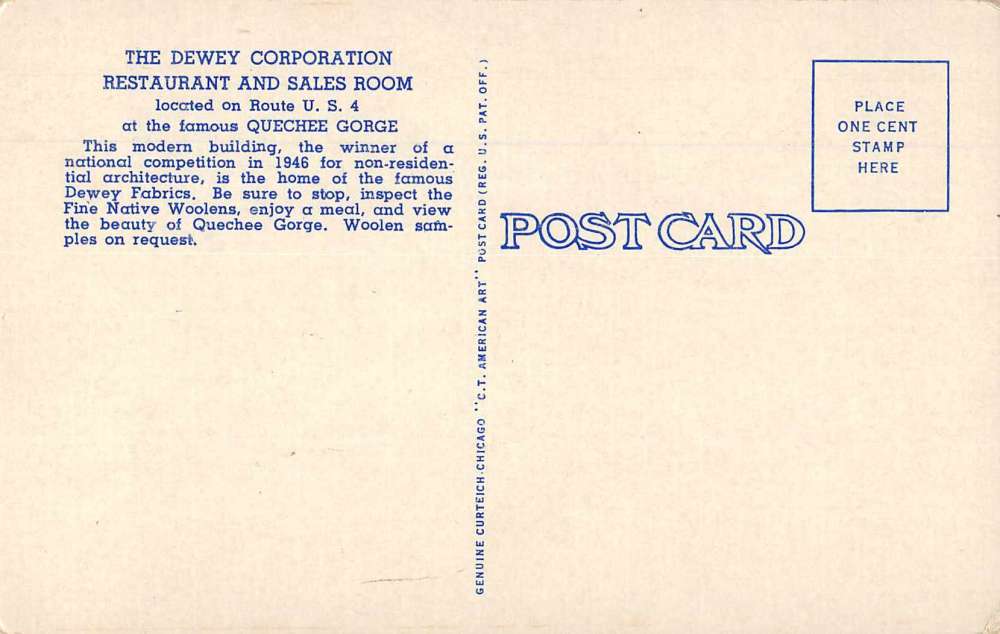 THE DEWEY CORPORATION
RESTAURANT AND SALES ROOM
located on Route U. S. 4
at the famous QUECHEE GORGE
This modern building, the winner of a
national competition in 1946 for non-residen-
tial architecture, is the home of the famous
Dewey Fabrics. Be sure to stop, inspect the
Fine Native Woolens, enjoy a meal, and view
the beauty of Quechee Gorge. Woolen sam-
ples on request.
GENUINE CURTEICH-CHICAGO "C.T. AMERICAN ART" POST CARD (REG. U.S. PAT. OFF.)
POST CARD
PLACE
ONE CENT
STAMP
HERE